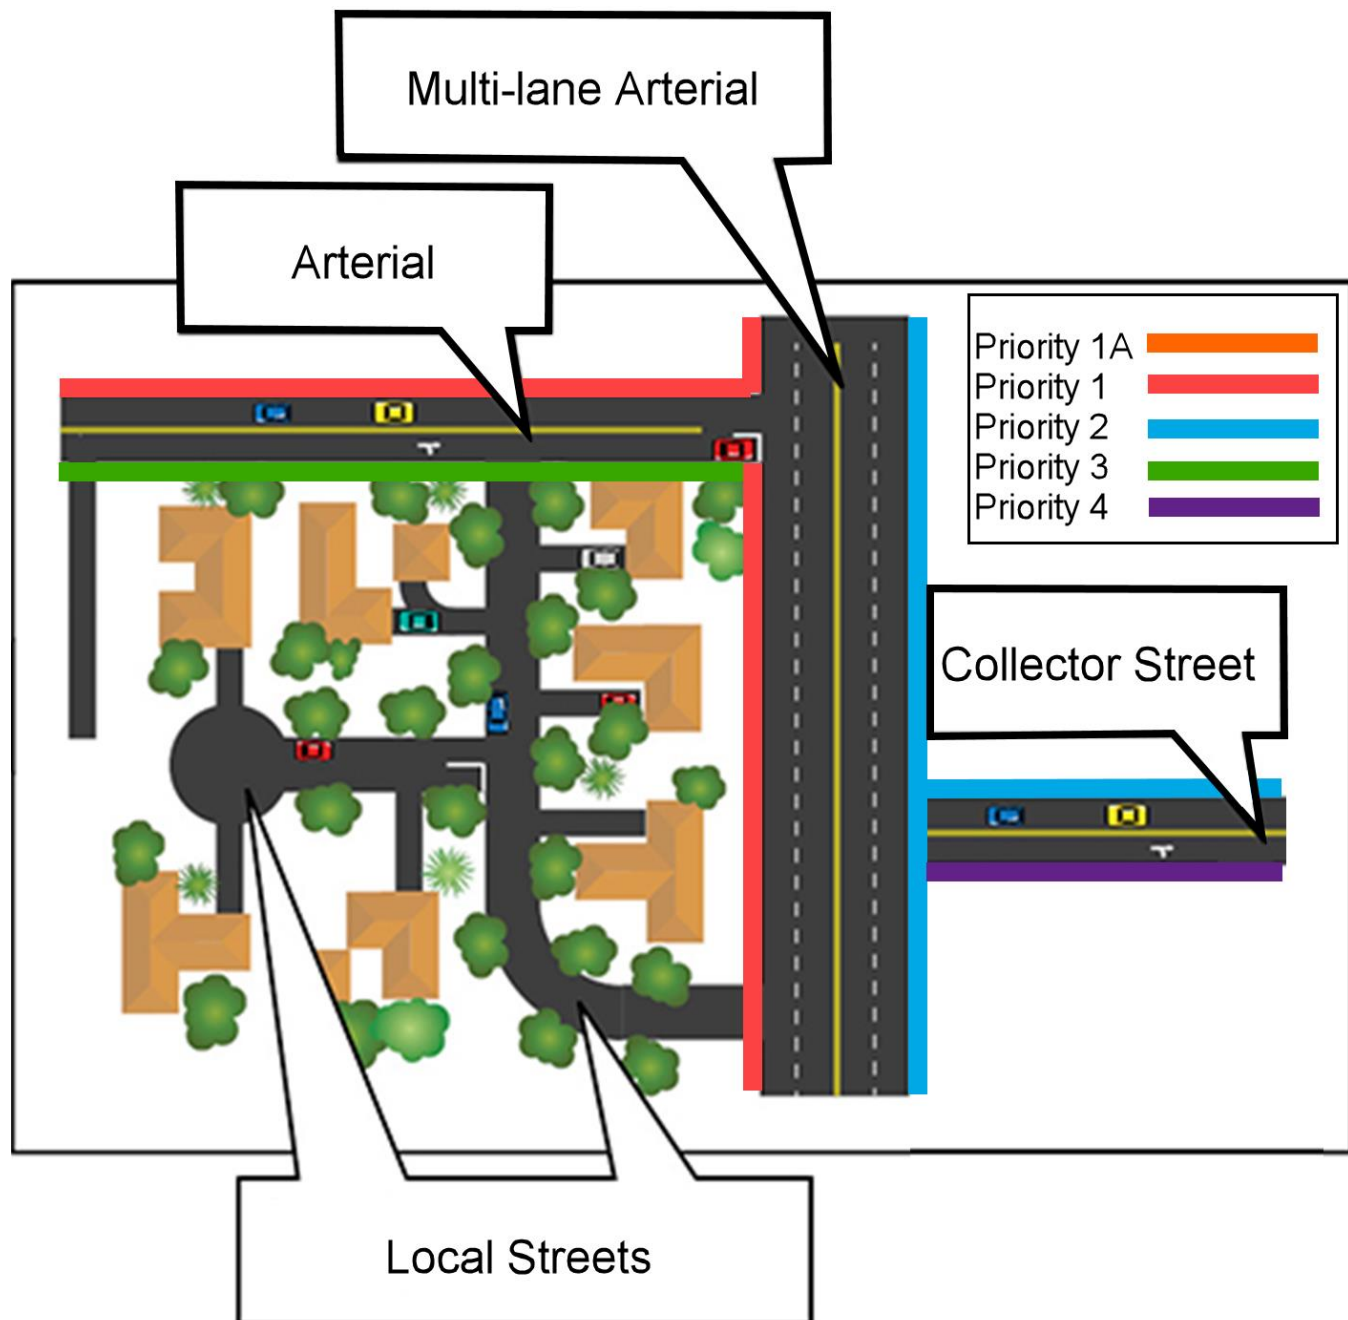 Multi-lane Arterial
Arterial
Priority 1A
Priority 1
Priority 2
Priority 3
Priority 4
Collector Street
Local Streets